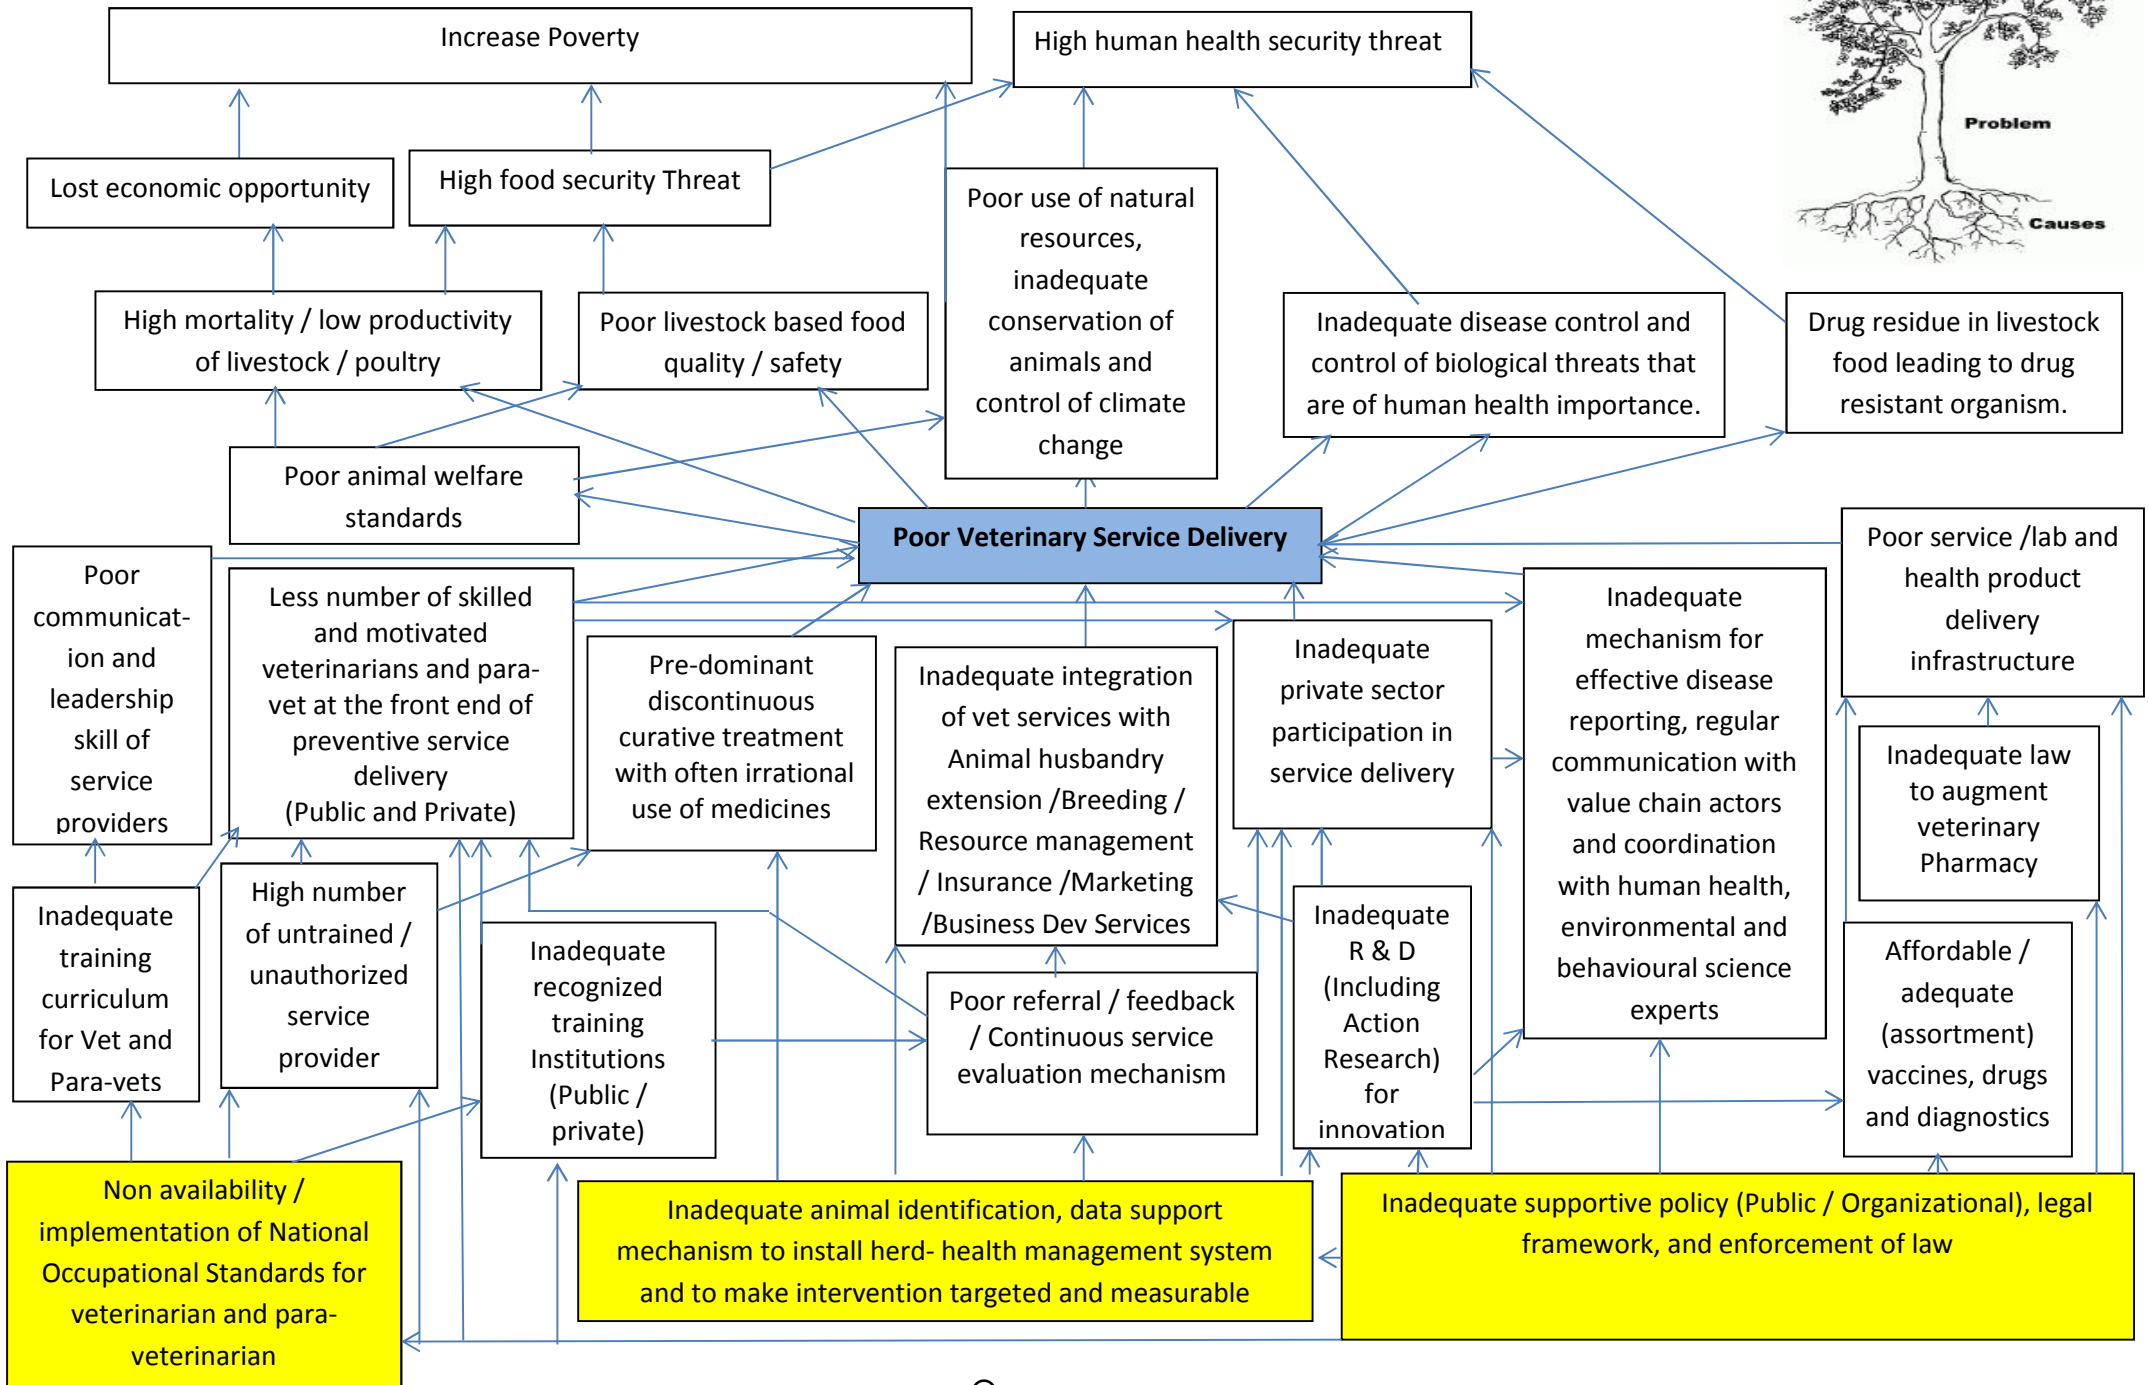 Increase Poverty
High human health security threat
Problem
Causes
Lost economic opportunity
High food security Threat
Poor use of natural
resources,
inadequate
conservation of
animals and
control of climate
change
High mortality / low productivity
of livestock / poultry
Poor livestock based food
quality / safety
Inadequate disease control and
control of biological threats that
are of human health importance.
Drug residue in livestock
food leading to drug
resistant organism.
Poor animal welfare
standards
Poor Veterinary Service Delivery
Poor
communicat-
ion and
leadership
skill of
service
providers
Less number of skilled
and motivated
veterinarians and para-
vet at the front end of
preventive service
delivery
(Public and Private)
Pre-dominant
discontinuous
curative treatment
with often irrational
use of medicines
Inadequate integration
of vet services with
Animal husbandry
extension /Breeding /
Resource management
/ Insurance /Marketing
/Business Dev Services
Inadequate
private sector
participation in
service delivery
Inadequate
mechanism for
effective disease
reporting, regular
communication with
value chain actors
and coordination
with human health,
environmental and
behavioural science
experts
Poor service /lab and
health product
delivery
infrastructure
Inadequate law
to augment
veterinary
Pharmacy
Inadequate
training
curriculum
for Vet and
Para-vets
High number
of untrained /
unauthorized
service
provider
Inadequate
recognized
training
Institutions
(Public /
private)
Poor referral / feedback
/ Continuous service
evaluation mechanism
Inadequate
R & D
(Including
Action
Research)
for
innovation
Affordable /
adequate
(assortment)
vaccines, drugs
and diagnostics
Non availability /
implementation of National
Occupational Standards for
veterinarian and para-
veterinarian
Inadequate animal identification, data support
mechanism to install herd- health management system
and to make intervention targeted and measurable
Inadequate supportive policy (Public / Organizational), legal
framework, and enforcement of law